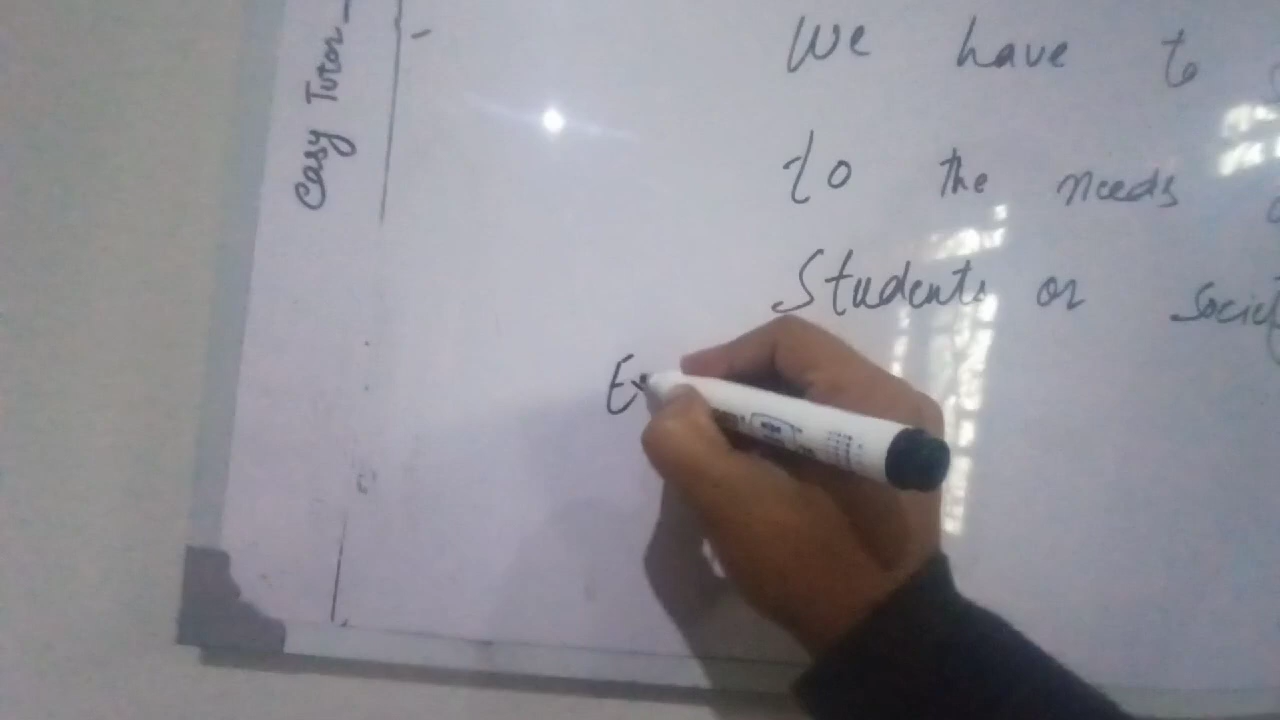 Easy Tutor
We have to
to the needs
Students or